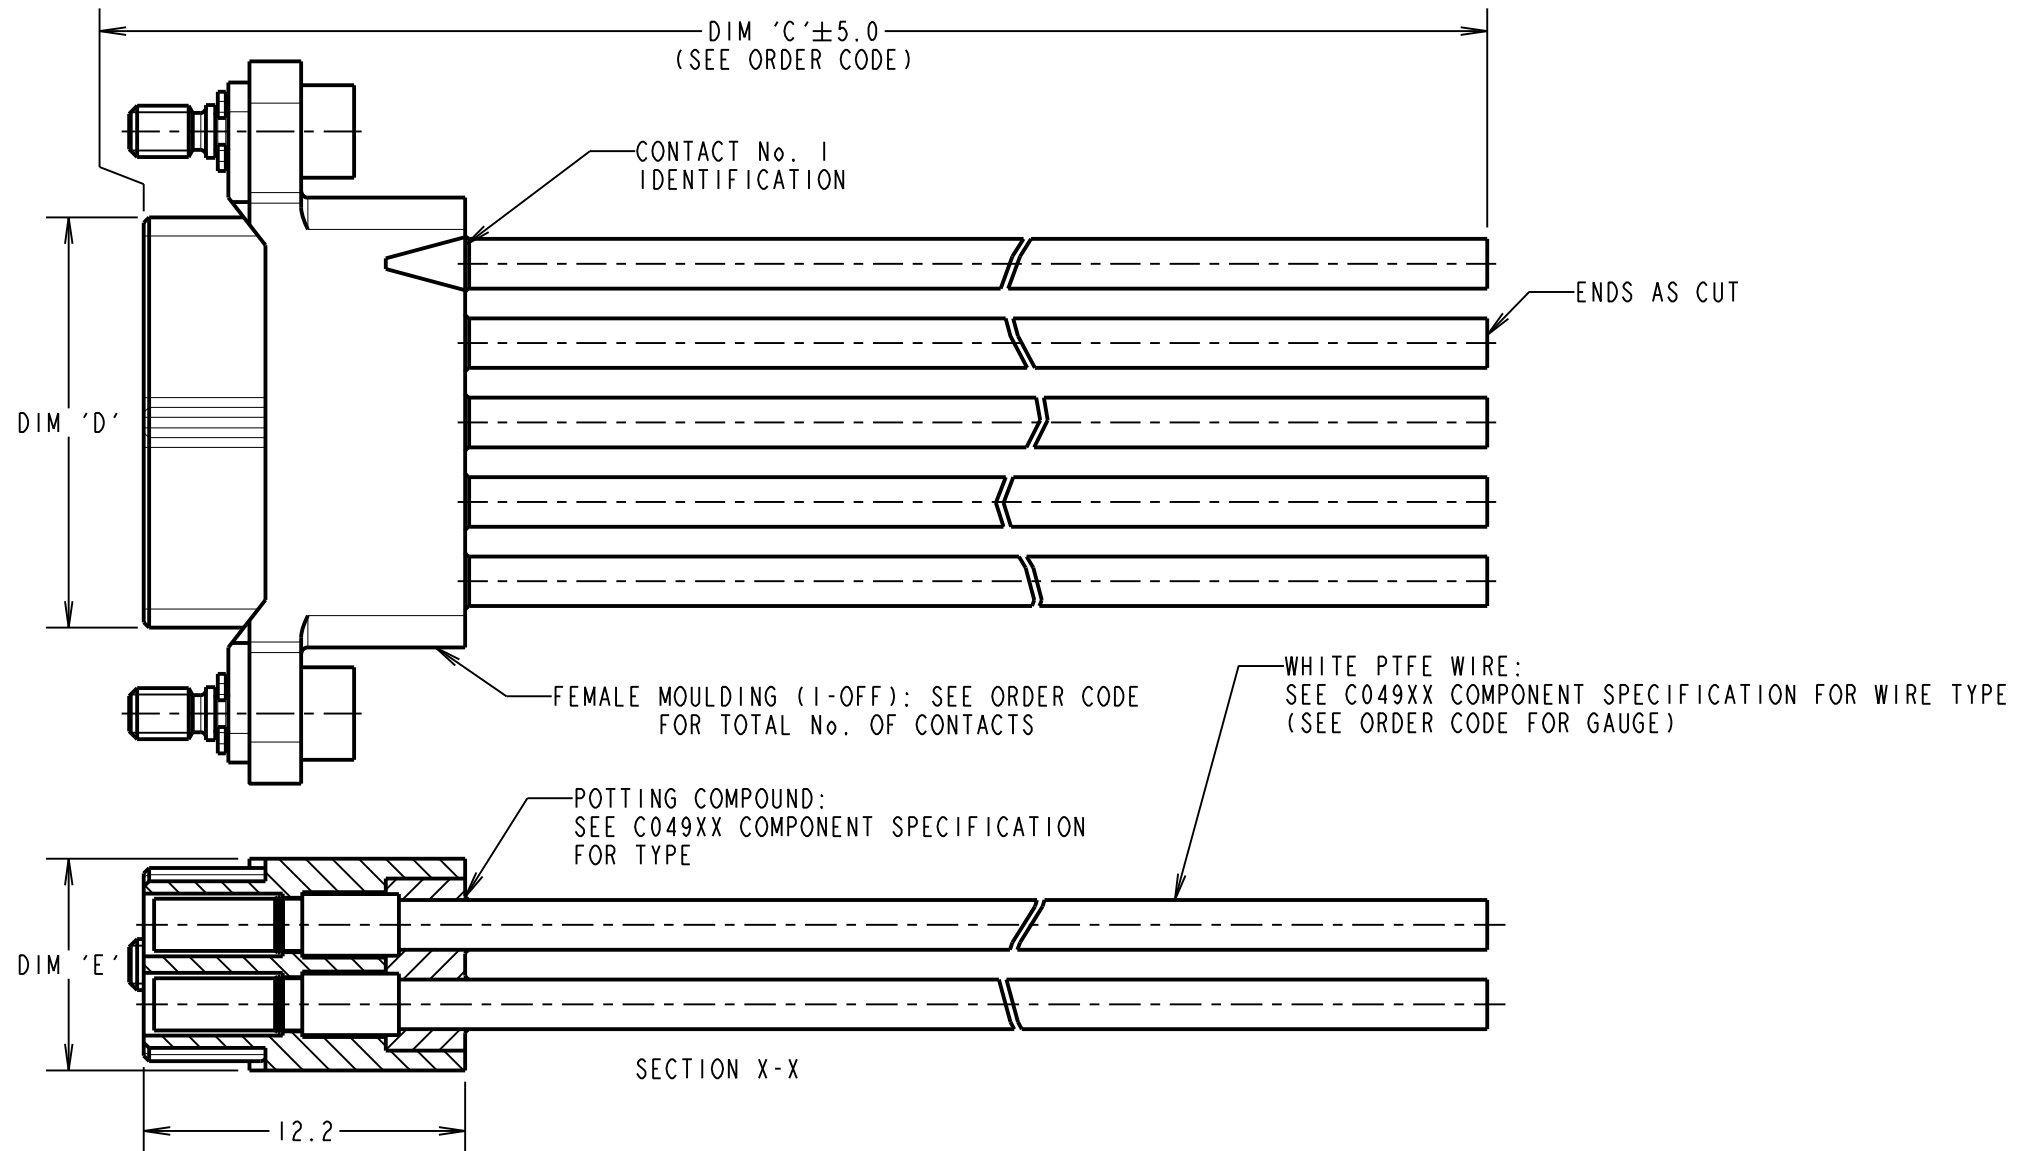 DIM 'C'±5.0
(SEE ORDER CODE)
CONTACT No. 1
IDENTIFICATION
ENDS AS CUT
DIM 'D'
WHITE PTFE WIRE:
SEE C049XX COMPONENT SPECIFICATION FOR WIRE TYPE
(SEE ORDER CODE FOR GAUGE)
FEMALE MOULDING (1-OFF): SEE ORDER CODE
FOR TOTAL No. OF CONTACTS
POTTING COMPOUND:
SEE C049XX COMPONENT SPECIFICATION
FOR TYPE
DIM 'E'
SECTION X-X
12.2